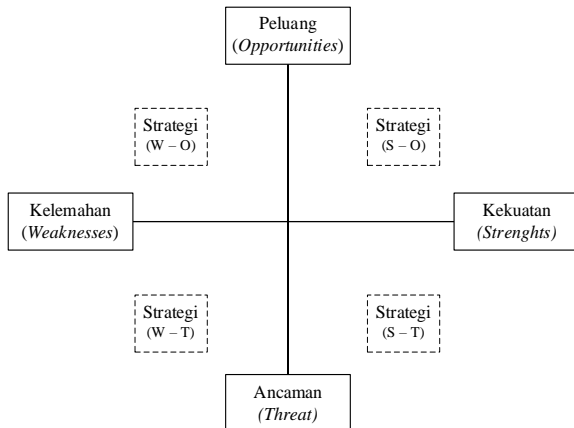 Peluang
(Opportunities)
Strategi
(W – O)
Strategi
(S – O)
Kelemahan
(Weaknesses)
Kekuatan
(Strenghts)
Strategi
(W – T)
Strategi
(S – T)
Ancaman
(Threat)